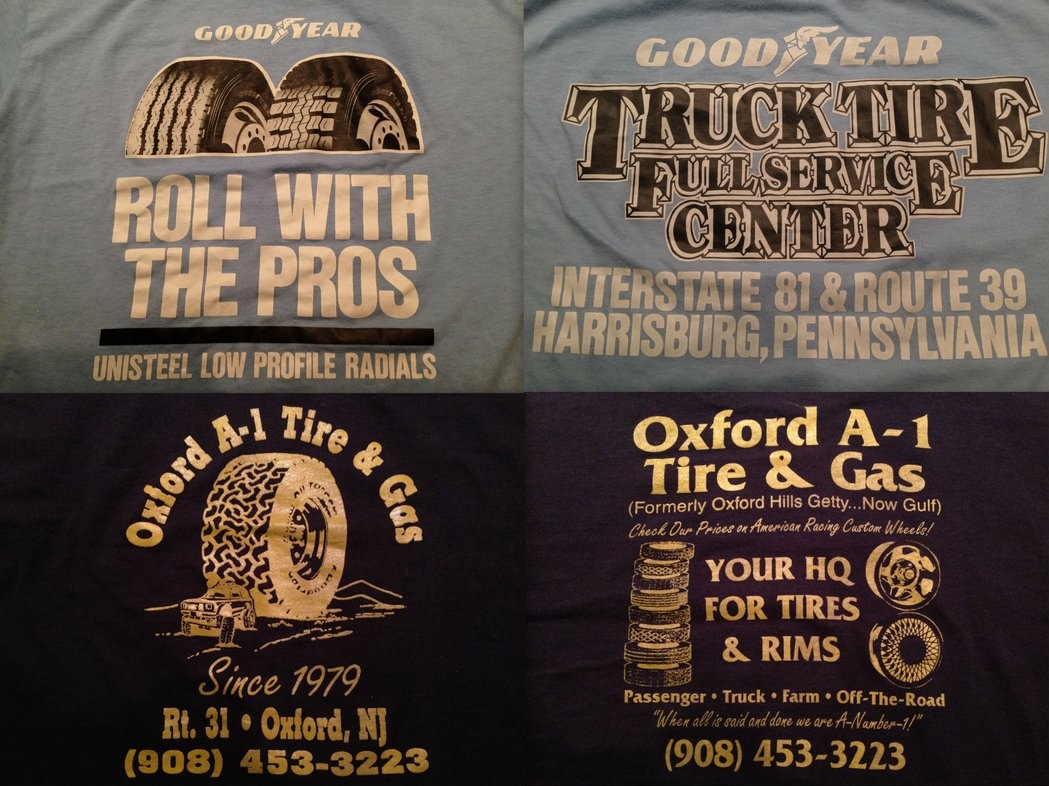 GOODYEAR
ROLL WITH
THE PROS
UNISTEEL LOW PROFILE RADIALS
GOODYEAR
TRUCK TIRE
FULL SERVICE
CENTER
INTERSTATE 81 & ROUTE 39
HARRISBURG, PENNSYLVANIA
Oxford A-1 Tire & Gas
Since 1979
Rt. 31 • Oxford, NJ
(908) 453-3223
Oxford A-1
Tire & Gas
(Formerly Oxford Hills Getty...Now Gulf)
Check Our Prices on American Racing Custom Wheels!
YOUR HQ
FOR TIRES
& RIMS
Passenger • Truck • Farm • Off-The-Road
"When all is said and done we are A-Number-1!"
(908) 453-3223